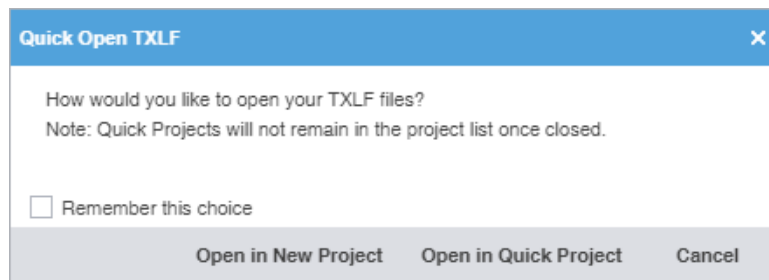 Quick Open TXLF
How would you like to open your TXLF files?
Note: Quick Projects will not remain in the project list once closed.
Remember this choice
Open in New Project Open in Quick Project Cancel